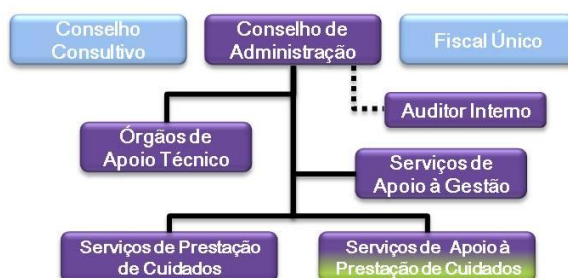 Conselho
Consultivo
Conselho de
Administração
Fiscal Único
Auditor Interno
Órgãos de
Apoio Técnico
Serviços de
Apoio à Gestão
Serviços de Prestação
de Cuidados
Serviços de Apoio à
Prestação de Cuidados